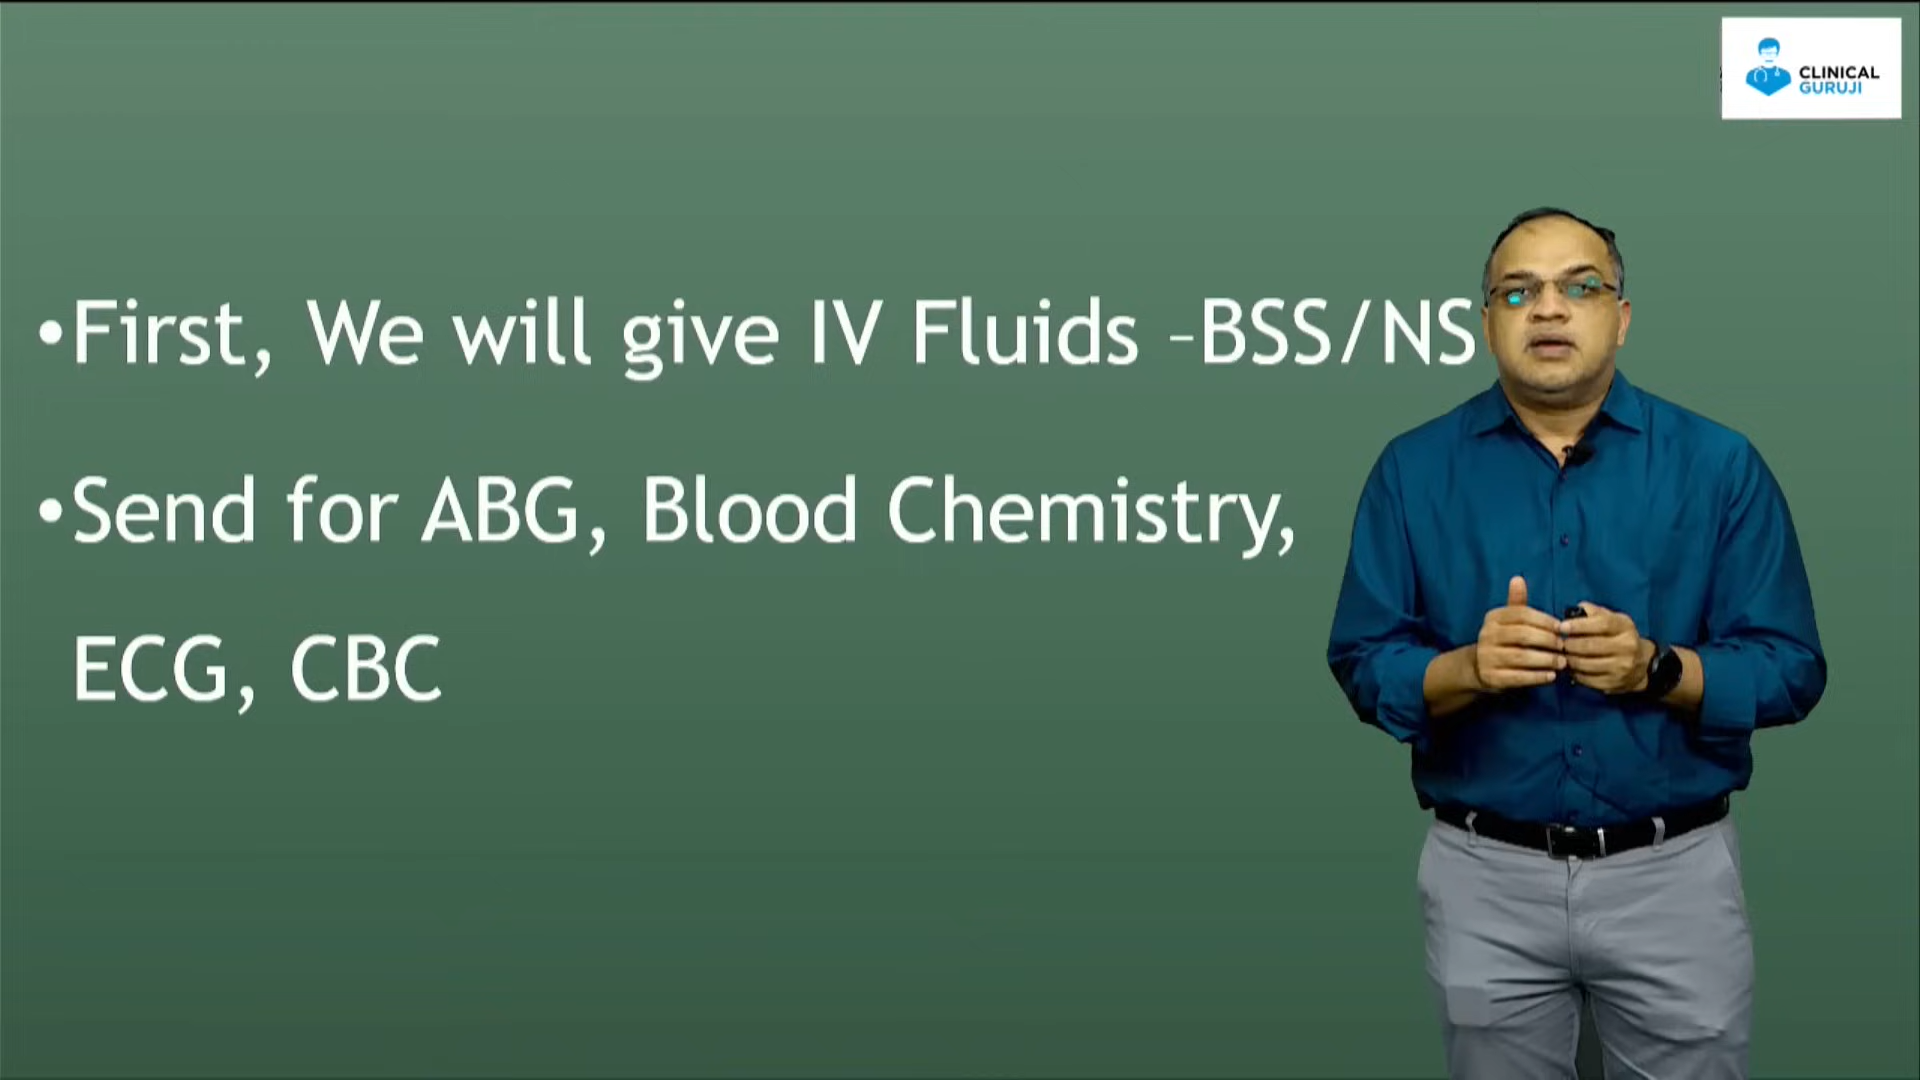 CLINICAL
GURUJI
•First, We will give IV Fluids –BSS/NS
•Send for ABG, Blood Chemistry,
ECG, CBC